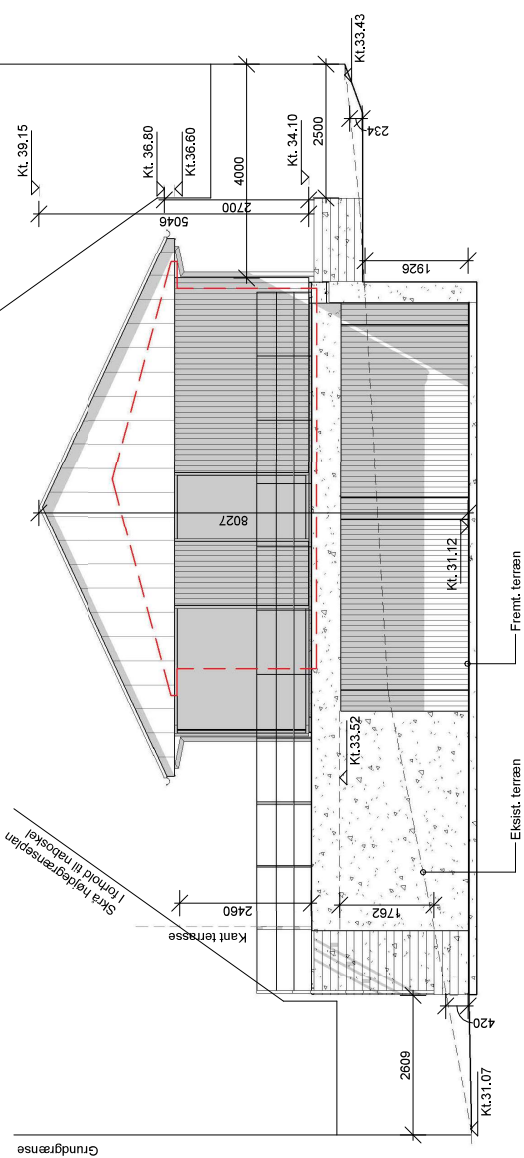 Kt. 39.15
Kt. 36.80
Kt.36.60
Kt. 34.10
Kt.33.43
4000
2500
234
2700
5046
1926
8027
Kt. 31.12
Fremt. terræn
Kt.33.52
Eksist. terræn
Skrå højdegrænseplan
I forhold til naboskel
2460
Kant terrasse
1762
420
2609
Kt.31.07
Grundgrænse